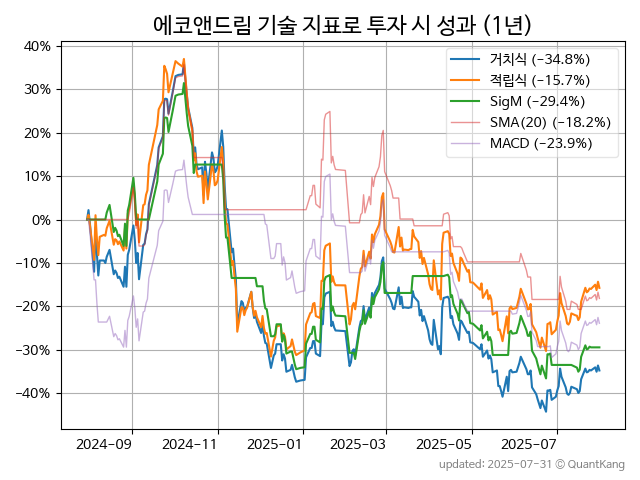 에코앤드림 기술 지표로 투자 시 성과 (1년)
40%
30%
20%
10%
0%
−10%
−20%
−30%
−40%
거치식 (−34.8%)
적립식 (−15.7%)
SigM (−29.4%)
SMA(20) (−18.2%)
MACD (−23.9%)
2024-09
2024-11
2025-01
2025-03
2025-05
2025-07
updated: 2025-07-31 ⓒ QuantKang